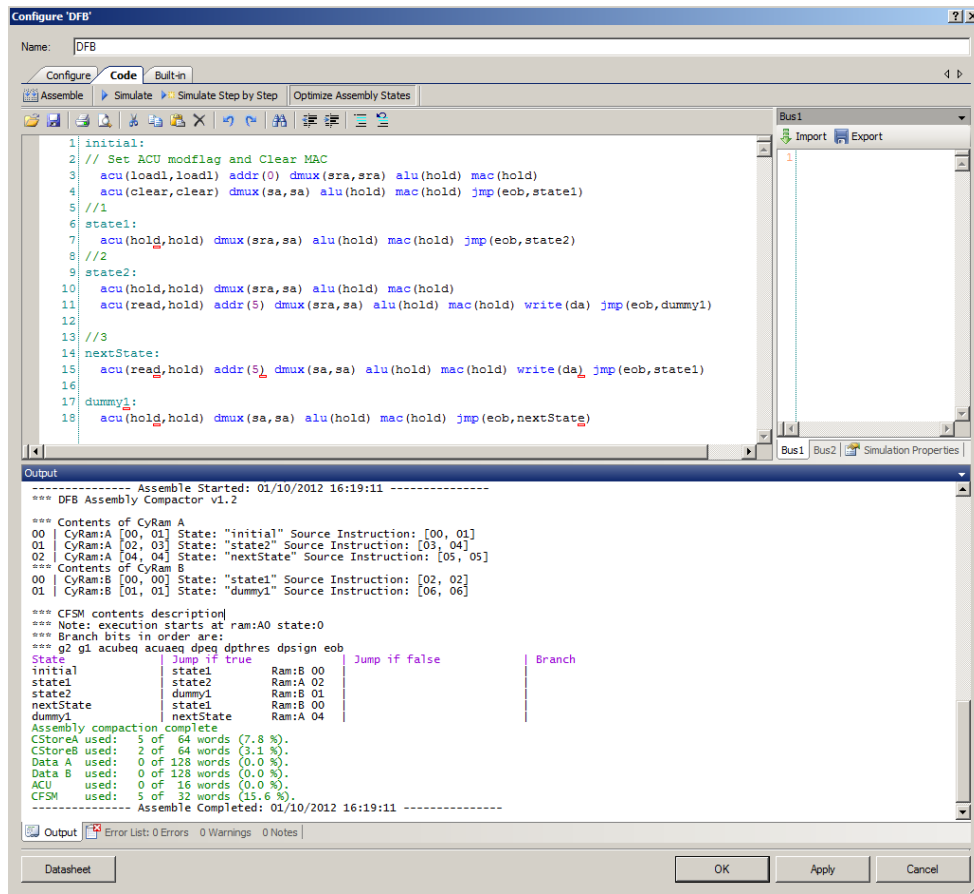 Configure 'DFB'
Name: DFB
Configure Code Built-in
Assemble Simulate Simulate Step by Step Optimize Assembly States
Bus1
Import Export
1
1 initial:
2 // Set ACU modflag and Clear MAC
3 acu(loadl,loadl) addr(0) dmux(sra,sra) alu(hold) mac(hold)
4 acu(clear,clear) dmux(sa,sa) alu(hold) mac(hold) jmp(eob,state1)
5 //1
6 state1:
7 acu(hold,hold) dmux(sra,sa) alu(hold) mac(hold) jmp(eob,state2)
8 //2
9 state2:
10 acu(hold,hold) dmux(sra,sa) alu(hold) mac(hold)
11 acu(read,hold) addr(5) dmux(sra,sa) alu(hold) mac(hold) write(da) jmp(eob,dummy1)
12
13 //3
14 nextState:
15 acu(read,hold) addr(5) dmux(sa,sa) alu(hold) mac(hold) write(da) jmp(eob,state1)
16
17 dummy1:
18 acu(hold,hold) dmux(sa,sa) alu(hold) mac(hold) jmp(eob,nextState)
Bus1 Bus2 Simulation Properties
Output
--------------- Assemble Started: 01/10/2012 16:19:11 ---------------
*** DFB Assembly Compactor v1.2
*** Contents of CyRam A
00 | CyRam:A [00, 01] State: "initial" Source Instruction: [00, 01]
01 | CyRam:A [02, 03] State: "state2" Source Instruction: [03, 04]
02 | CyRam:A [04, 04] State: "nextState" Source Instruction: [05, 05]
*** Contents of CyRam B
00 | CyRam:B [00, 00] State: "state1" Source Instruction: [02, 02]
01 | CyRam:B [01, 01] State: "dummy1" Source Instruction: [06, 06]
*** CFSM contents description
*** Note: execution starts at ram:A0 state:0
*** Branch bits in order are:
*** g2 g1 acubeq acuaeq dpeq dpthres dpsign eob
State | Jump if true | Jump if false | Branch
initial | state1 Ram:B 00 | |
state1 | state2 Ram:A 02 | |
state2 | dummy1 Ram:B 01 | |
nextState | state1 Ram:B 00 | |
dummy1 | nextState Ram:A 04 | |
Assembly compaction complete
CStoreA used: 5 of 64 words (7.8 %).
CStoreB used: 2 of 64 words (3.1 %).
Data A used: 0 of 128 words (0.0 %).
Data B used: 0 of 128 words (0.0 %).
ACU used: 0 of 16 words (0.0 %).
CFSM used: 5 of 32 words (15.6 %).
--------------- Assemble Completed: 01/10/2012 16:19:11 ---------------
Output Error List: 0 Errors 0 Warnings 0 Notes
Datasheet OK Apply Cancel